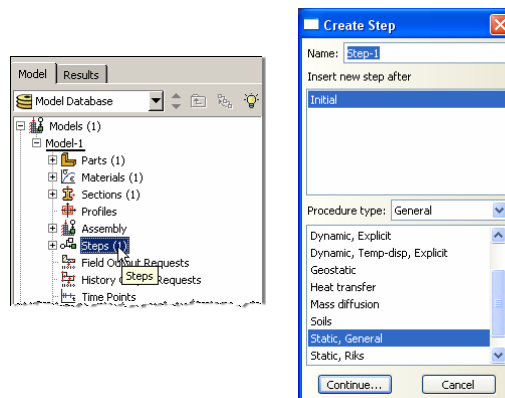 Model
Results
Model Database
Models (1)
Model-1
Parts (1)
Materials (1)
Sections (1)
Profiles
Assembly
Steps (1)
Field Output Requests
History Requests
Steps
Time Points
Create Step
Name: Step-1
Insert new step after
Initial
Procedure type: General
Dynamic, Explicit
Dynamic, Temp-disp, Explicit
Geostatic
Heat transfer
Mass diffusion
Soils
Static, General
Static, Riks
Continue...
Cancel